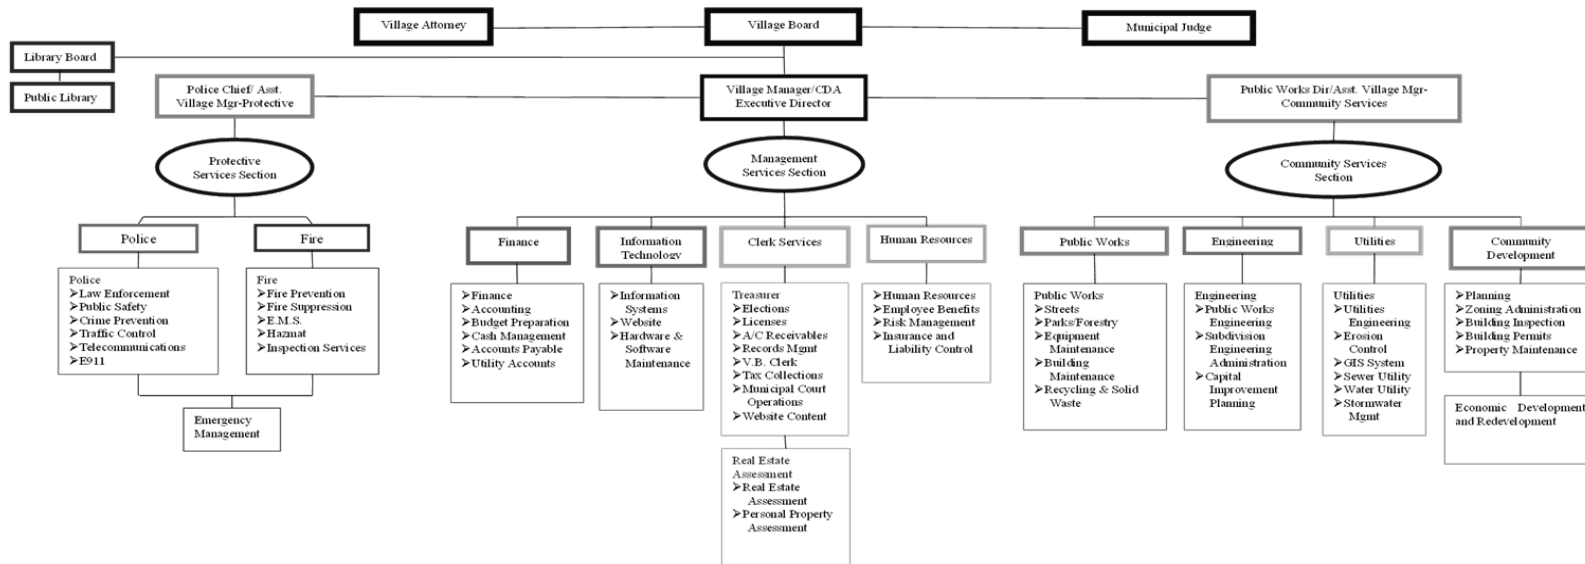 Village Attorney
Village Board
Municipal Judge
Library Board
Public Library
Police Chief/ Asst.
Village Mgr-Protective
Village Manager/CDA
Executive Director
Public Works Dir/Asst. Village Mgr-
Community Services
Protective
Services Section
Management
Services Section
Community Services
Section
Police
Fire
Finance
Information
Technology
Clerk Services
Human Resources
Public Works
Engineering
Utilities
Community
Development
Police
➢Law Enforcement
➢Public Safety
➢Crime Prevention
➢Traffic Control
➢Telecommunications
➢E911
Fire
➢Fire Prevention
➢Fire Suppression
➢E.M.S.
➢Hazmat
➢Inspection Services
Emergency
Management
➢Finance
➢Accounting
➢Budget Preparation
➢Cash Management
➢Accounts Payable
➢Utility Accounts
➢Information
Systems
➢Website
➢Hardware &
Software
Maintenance
Treasurer
➢Elections
➢Licenses
➢A/C Receivables
➢Records Mgmt
➢V.B. Clerk
➢Tax Collections
➢Municipal Court
Operations
➢Website Content
Real Estate
Assessment
➢Real Estate
Assessment
➢Personal Property
Assessment
➢Human Resources
➢Employee Benefits
➢Risk Management
➢Insurance and
Liability Control
Public Works
➢Streets
➢Parks/Forestry
➢Equipment
Maintenance
➢Building
Maintenance
➢Recycling & Solid
Waste
Engineering
➢Public Works
Engineering
➢Subdivision
Engineering
Administration
➢Capital
Improvement
Planning
Utilities
➢Utilities
Engineering
➢Erosion
Control
➢GIS System
➢Sewer Utility
➢Water Utility
➢Stormwater
Mgmt
➢Planning
➢Zoning Administration
➢Building Inspection
➢Building Permits
➢Property Maintenance
Economic Development
and Redevelopment